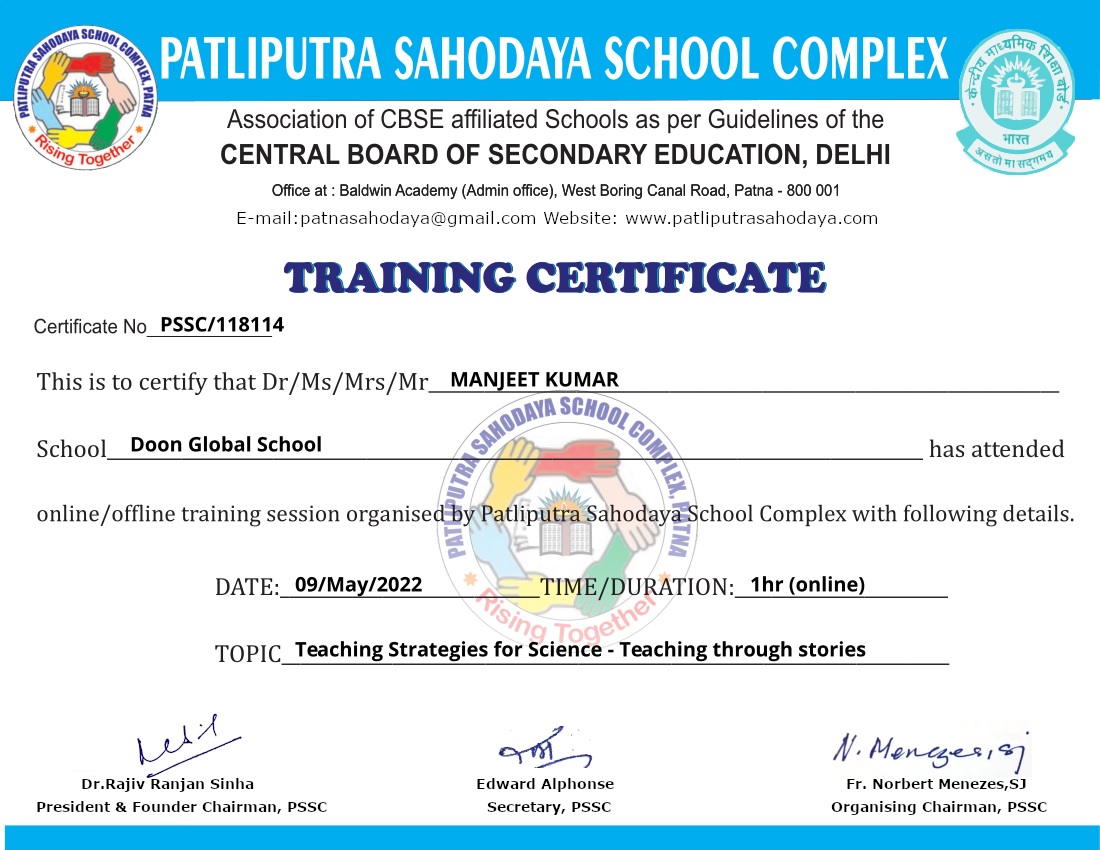 PATLIPUTRA SAHODAYA SCHOOL COMPLEX, PATNA
Rising Together
PATLIPUTRA SAHODAYA SCHOOL COMPLEX
केन्द्रीय माध्यमिक शिक्षा बोर्ड
भारत
असतो मा सद्गमय
Association of CBSE affiliated Schools as per Guidelines of the
CENTRAL BOARD OF SECONDARY EDUCATION, DELHI
Office at : Baldwin Academy (Admin office), West Boring Canal Road, Patna - 800 001
E-mail:patnasahodaya@gmail.com Website: www.patliputrasahodaya.com
TRAINING CERTIFICATE
Certificate No PSSC/118114
This is to certify that Dr/Ms/Mrs/Mr MANJEET KUMAR
School Doon Global School has attended
online/offline training session organised by Patliputra Sahodaya School Complex with following details.
PATLIPUTRA SAHODAYA SCHOOL COMPLEX, PATNA
Rising Together
DATE: 09/May/2022 TIME/DURATION: 1hr (online)
TOPIC Teaching Strategies for Science - Teaching through stories
N. Menezes, SJ
Dr.Rajiv Ranjan Sinha Edward Alphonse Fr. Norbert Menezes,SJ
President & Founder Chairman, PSSC Secretary, PSSC Organising Chairman, PSSC